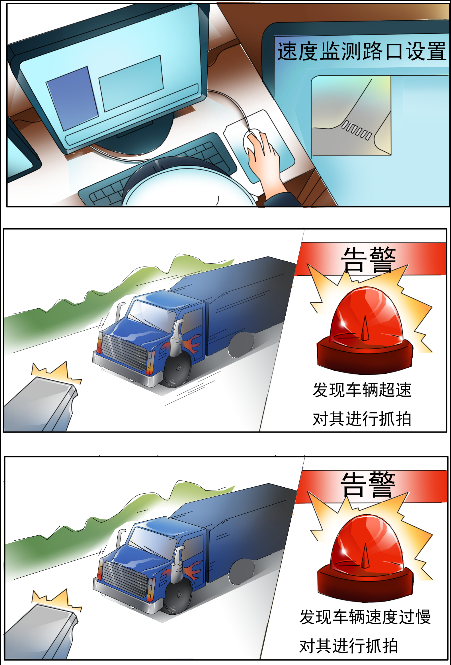 速度监测路口设置
告警
发现车辆超速
对其进行抓拍
告警
发现车辆速度过慢
对其进行抓拍